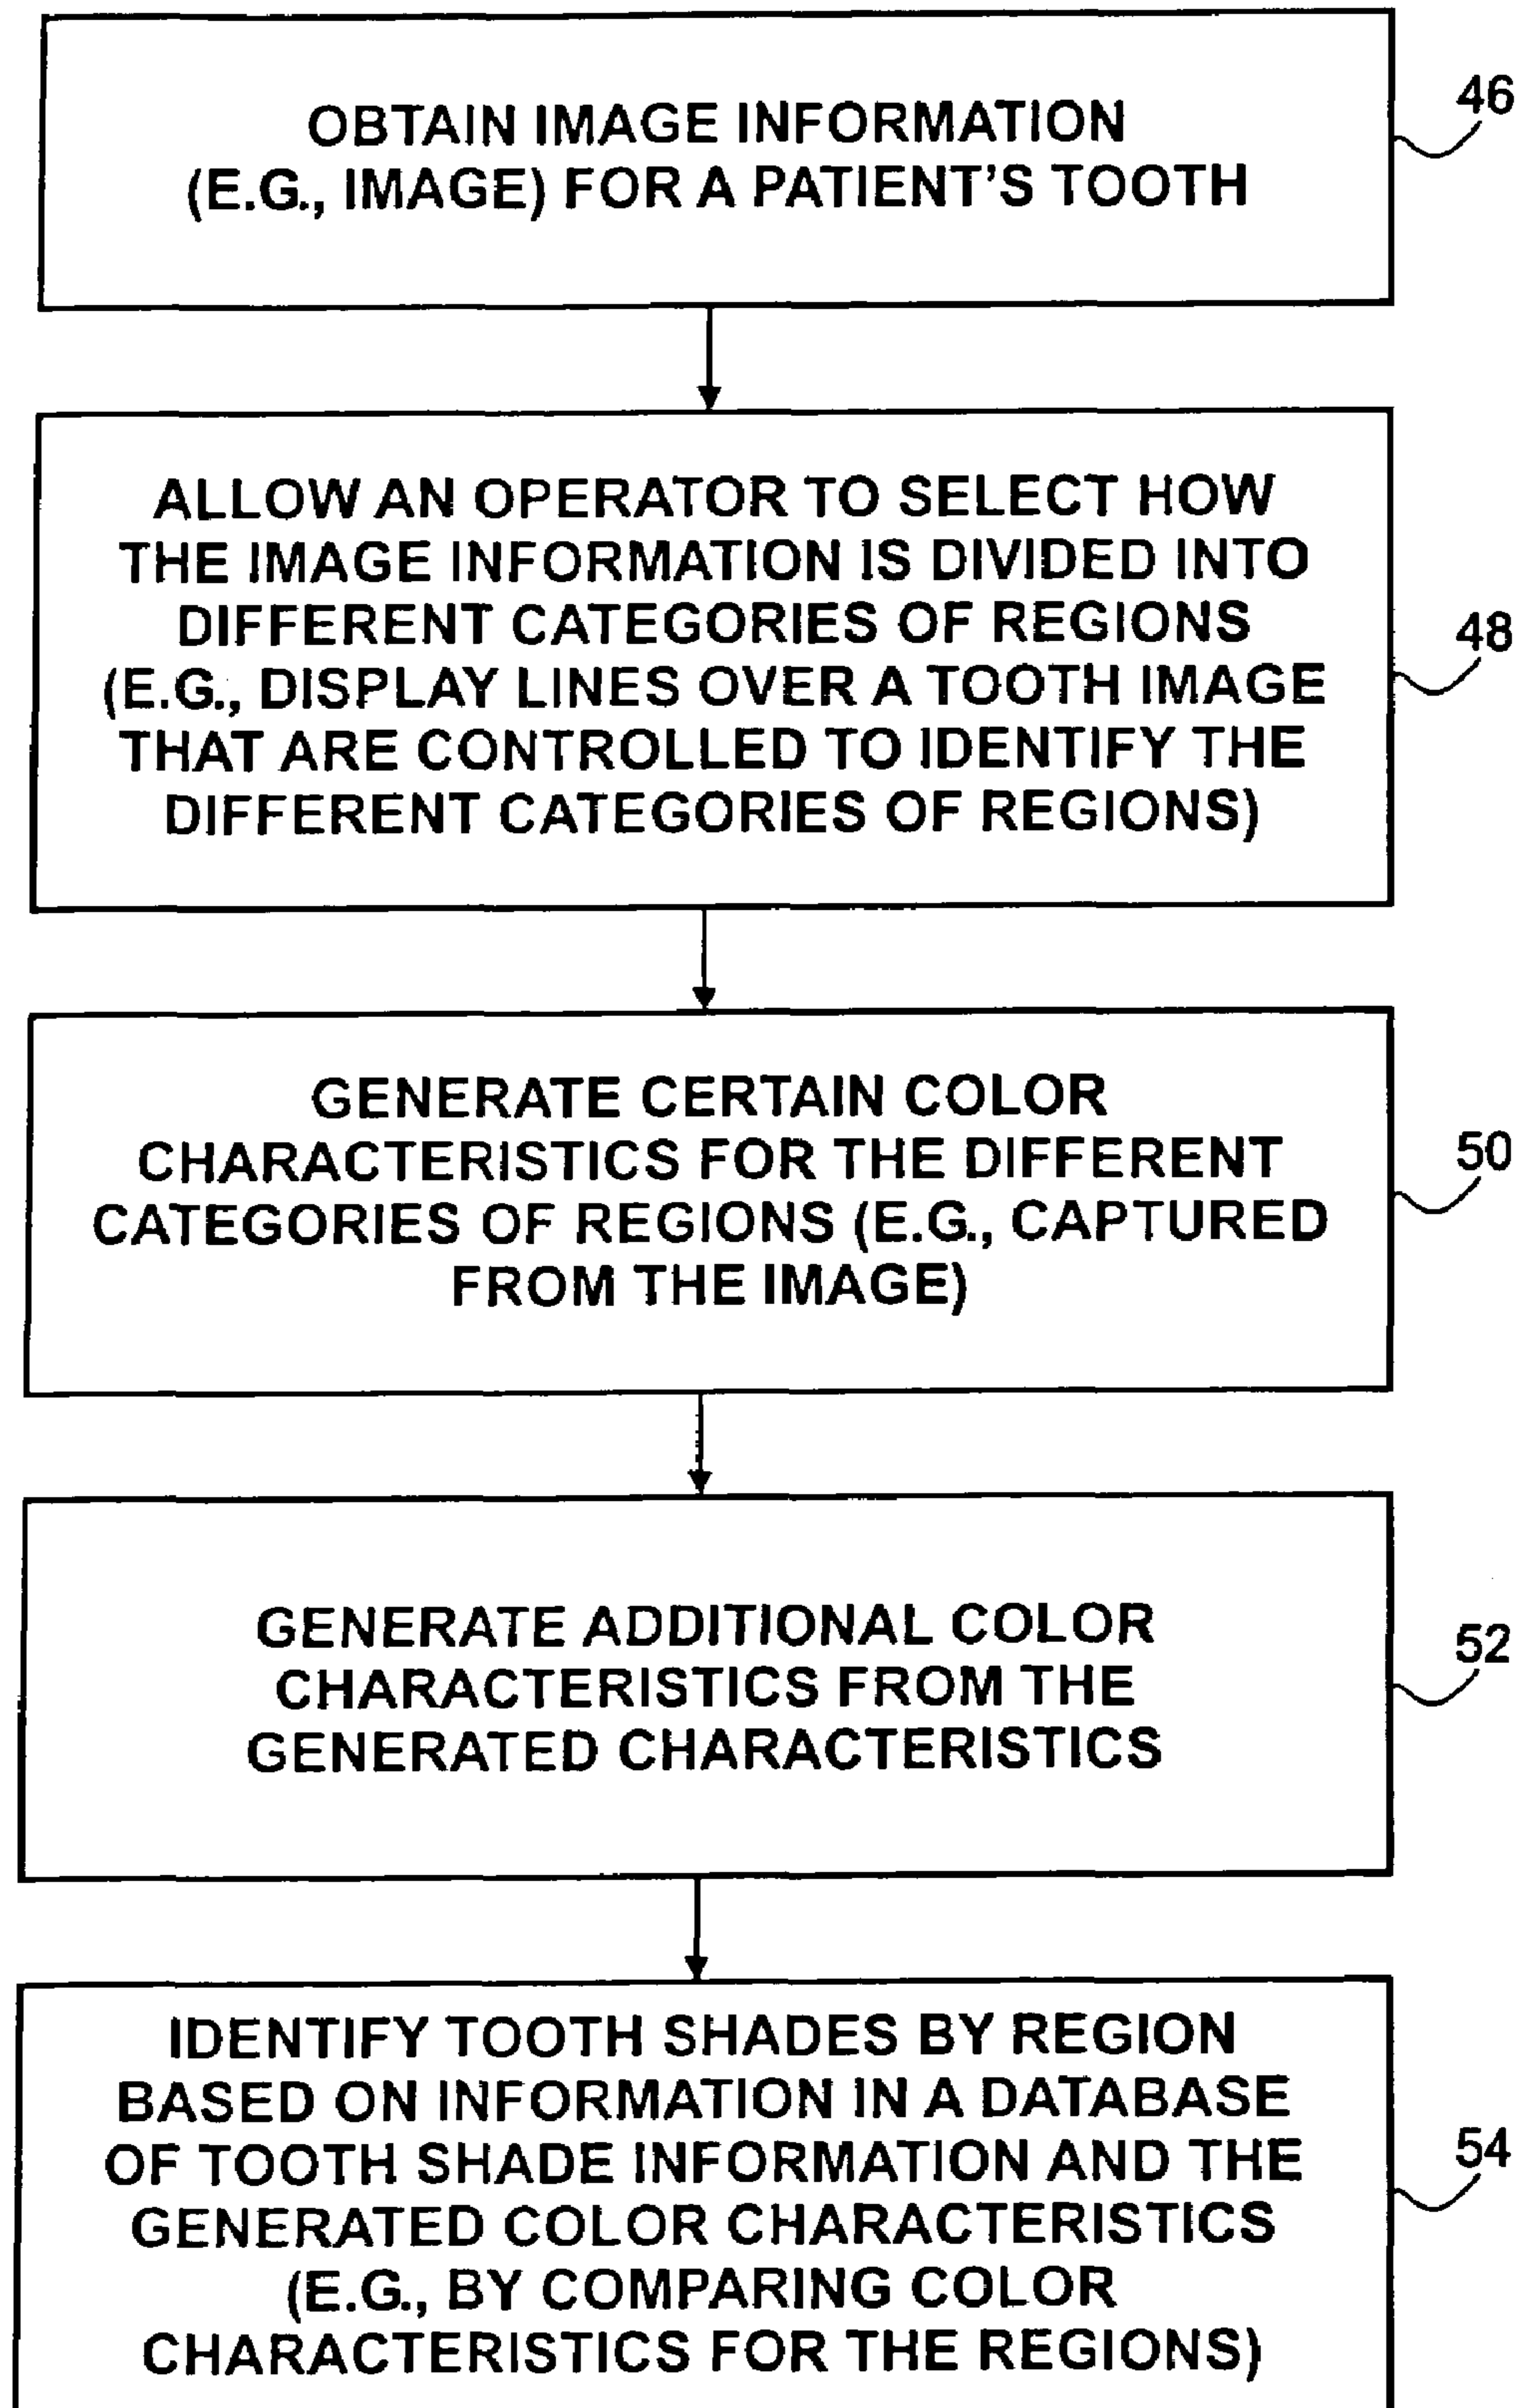 OBTAIN IMAGE INFORMATION
(E.G., IMAGE) FOR A PATIENT'S TOOTH
46
ALLOW AN OPERATOR TO SELECT HOW
THE IMAGE INFORMATION IS DIVIDED INTO
DIFFERENT CATEGORIES OF REGIONS
(E.G., DISPLAY LINES OVER A TOOTH IMAGE
THAT ARE CONTROLLED TO IDENTIFY THE
DIFFERENT CATEGORIES OF REGIONS)
48
GENERATE CERTAIN COLOR
CHARACTERISTICS FOR THE DIFFERENT
CATEGORIES OF REGIONS (E.G., CAPTURED
FROM THE IMAGE)
50
GENERATE ADDITIONAL COLOR
CHARACTERISTICS FROM THE
GENERATED CHARACTERISTICS
52
IDENTIFY TOOTH SHADES BY REGION
BASED ON INFORMATION IN A DATABASE
OF TOOTH SHADE INFORMATION AND THE
GENERATED COLOR CHARACTERISTICS
(E.G., BY COMPARING COLOR
CHARACTERISTICS FOR THE REGIONS)
54